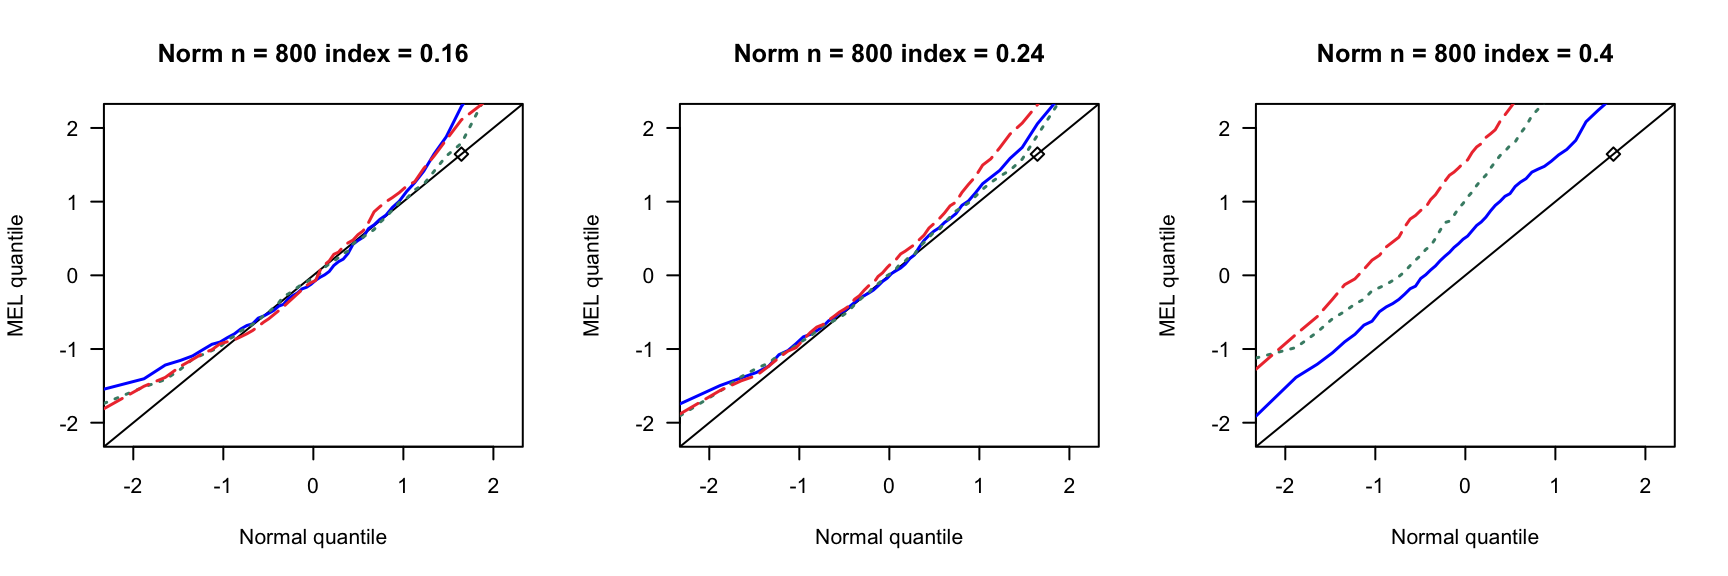 Norm n = 800 index = 0.16
2
1
0
-1
-2
MEL quantile
-2 -1 0 1 2
Normal quantile
Norm n = 800 index = 0.24
2
1
0
-1
-2
MEL quantile
-2 -1 0 1 2
Normal quantile
Norm n = 800 index = 0.4
2
1
0
-1
-2
MEL quantile
-2 -1 0 1 2
Normal quantile